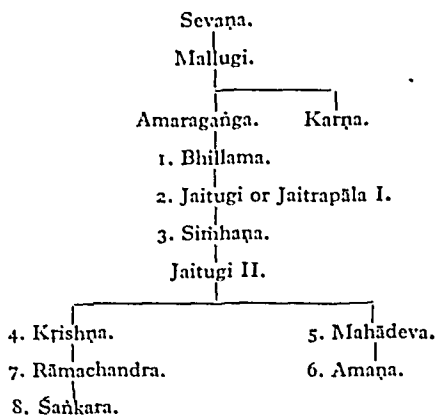 Sevaṇa.
Mallugi.
Amaragaṅga. Karṇa.
1. Bhillama.
2. Jaitugi or Jaitrapāla I.
3. Siṁhaṇa.
Jaitugi II.
4. Kṛishṇa. 5. Mahādeva.
7. Rāmachandra. 6. Amaṇa.
8. Śaṅkara.